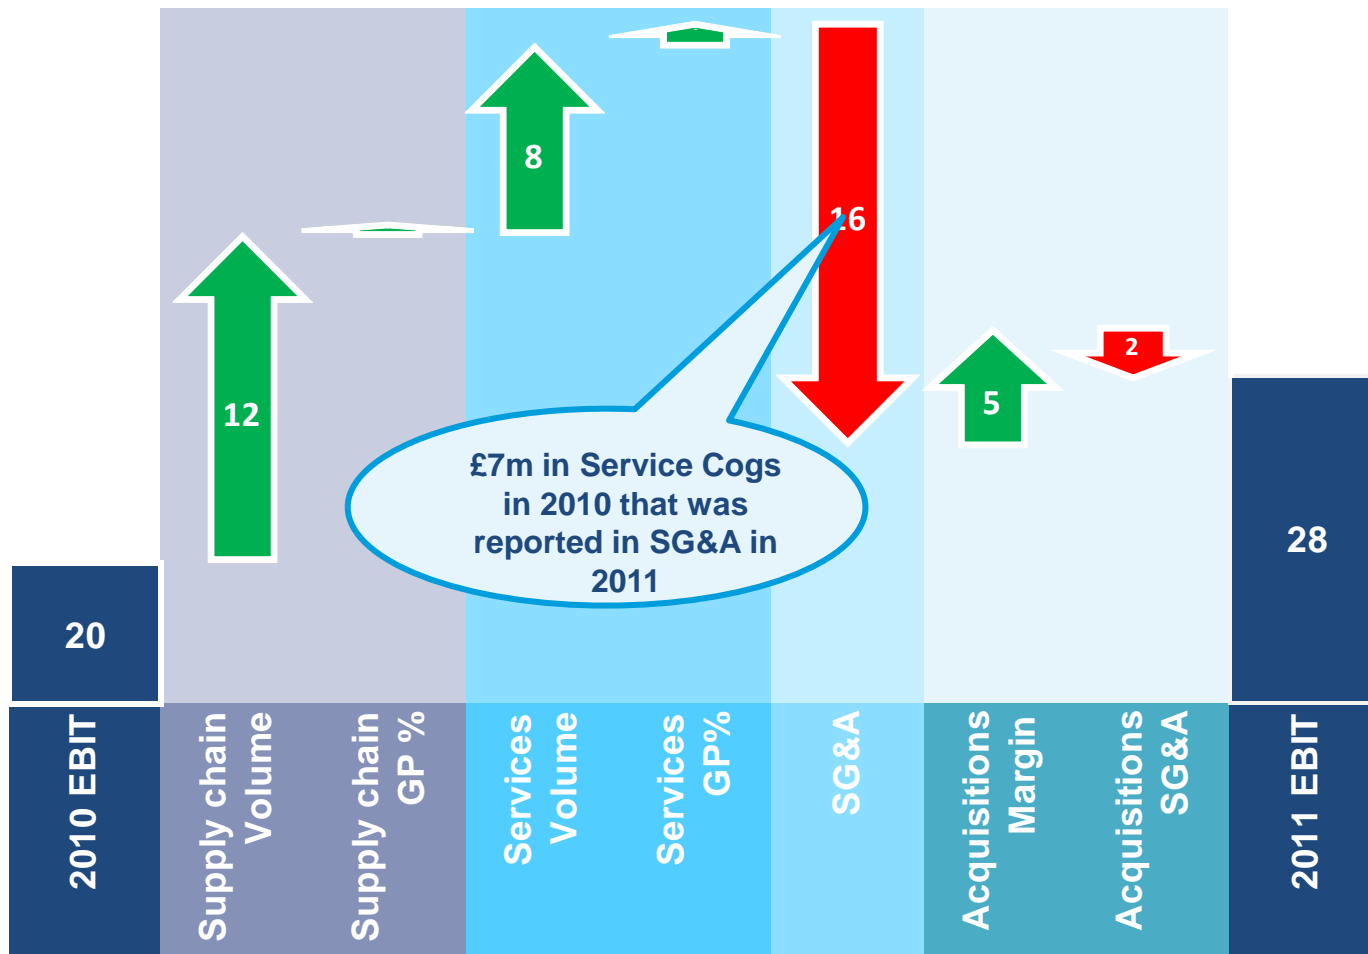 8
16
2
12
5
£7m in Service Cogs
in 2010 that was
reported in SG&A in
2011
28
20
2010 EBIT
Supply chain
Volume
Supply chain
GP %
Services
Volume
Services
GP%
SG&A
Acquisitions
Margin
Acquisitions
SG&A
2011 EBIT